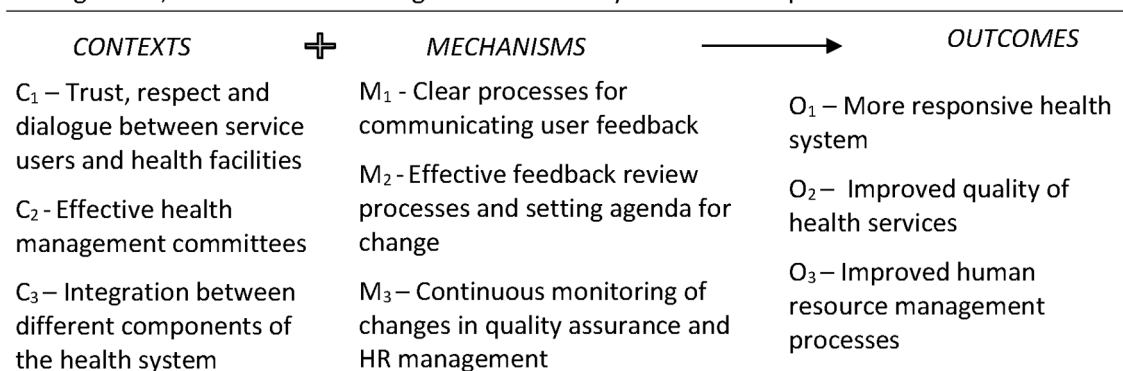 CONTEXTS + MECHANISMS → OUTCOMES
C₁ – Trust, respect and
dialogue between service
users and health facilities
C₂ - Effective health
management committees
C₃ – Integration between
different components of
the health system
M₁ - Clear processes for
communicating user feedback
M₂ - Effective feedback review
processes and setting agenda for
change
M₃ – Continuous monitoring of
changes in quality assurance and
HR management
O₁ – More responsive health
system
O₂ – Improved quality of
health services
O₃ – Improved human
resource management
processes